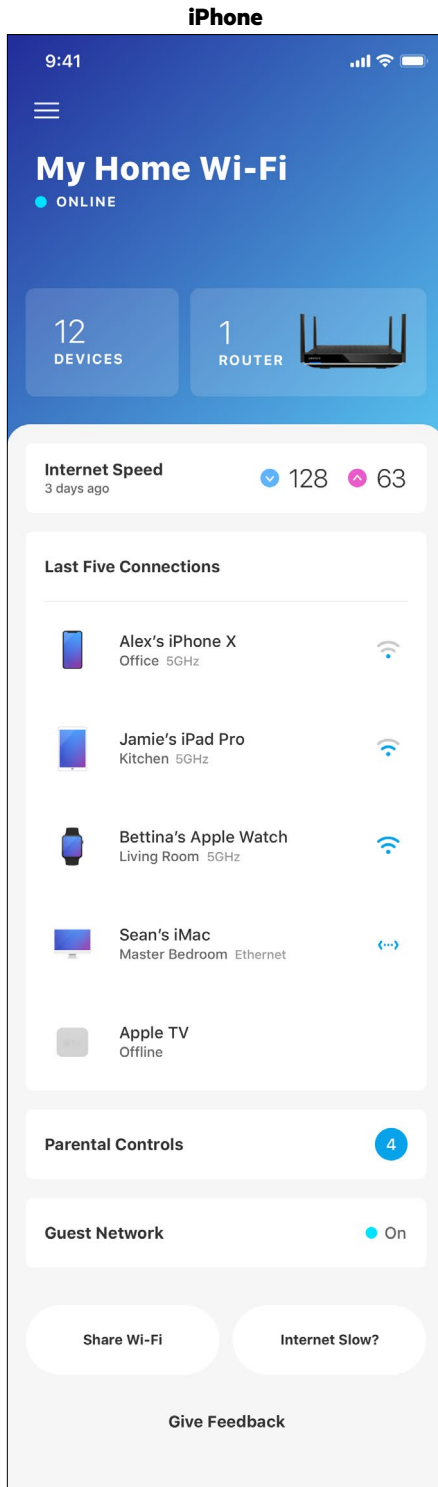 iPhone
9:41
My Home Wi-Fi
ONLINE
12
DEVICES
1
ROUTER
Internet Speed
3 days ago
128
63
Last Five Connections
Alex’s iPhone X
Office 5GHz
Jamie’s iPad Pro
Kitchen 5GHz
Bettina’s Apple Watch
Living Room 5GHz
Sean’s iMac
Master Bedroom Ethernet
Apple TV
Offline
Parental Controls
4
Guest Network
On
Share Wi-Fi
Internet Slow?
Give Feedback